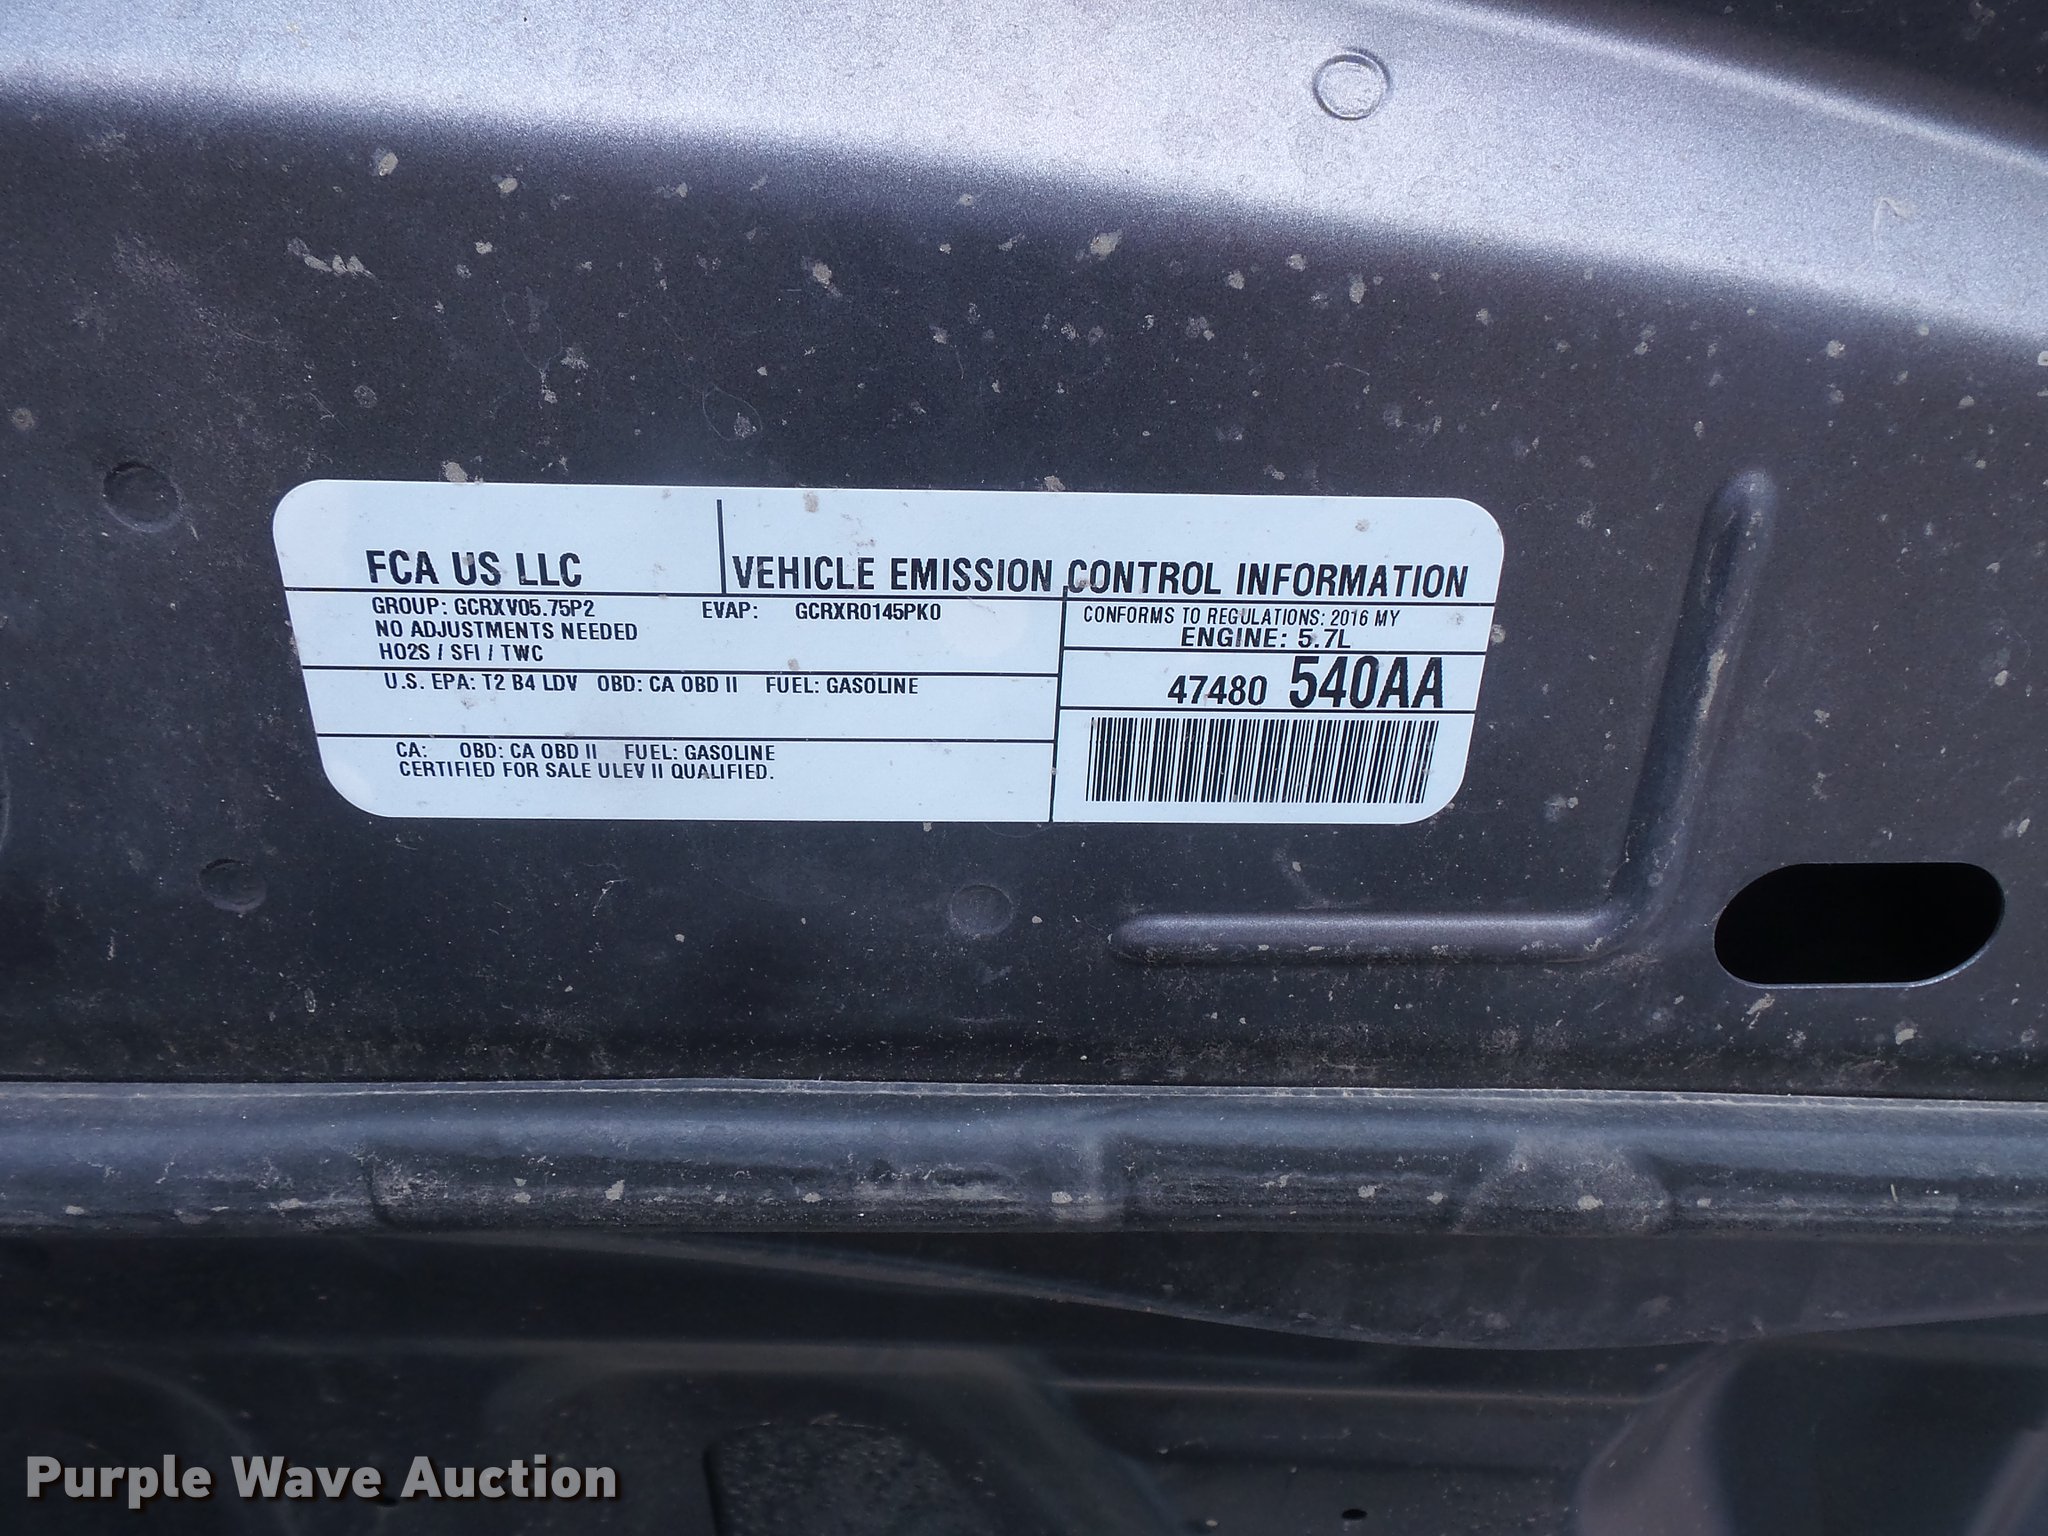 FCA US LLC
VEHICLE EMISSION CONTROL INFORMATION
GROUP: GCRXV05.75P2 EVAP: GCRXR0145PK0
NO ADJUSTMENTS NEEDED
HO2S / SFI / TWC
CONFORMS TO REGULATIONS: 2016 MY
ENGINE: 5.7L
U.S. EPA: T2 B4 LDV OBD: CA OBD II FUEL: GASOLINE
47480 540AA
CA: OBD: CA OBD II FUEL: GASOLINE
CERTIFIED FOR SALE ULEV II QUALIFIED.
Purple Wave Auction